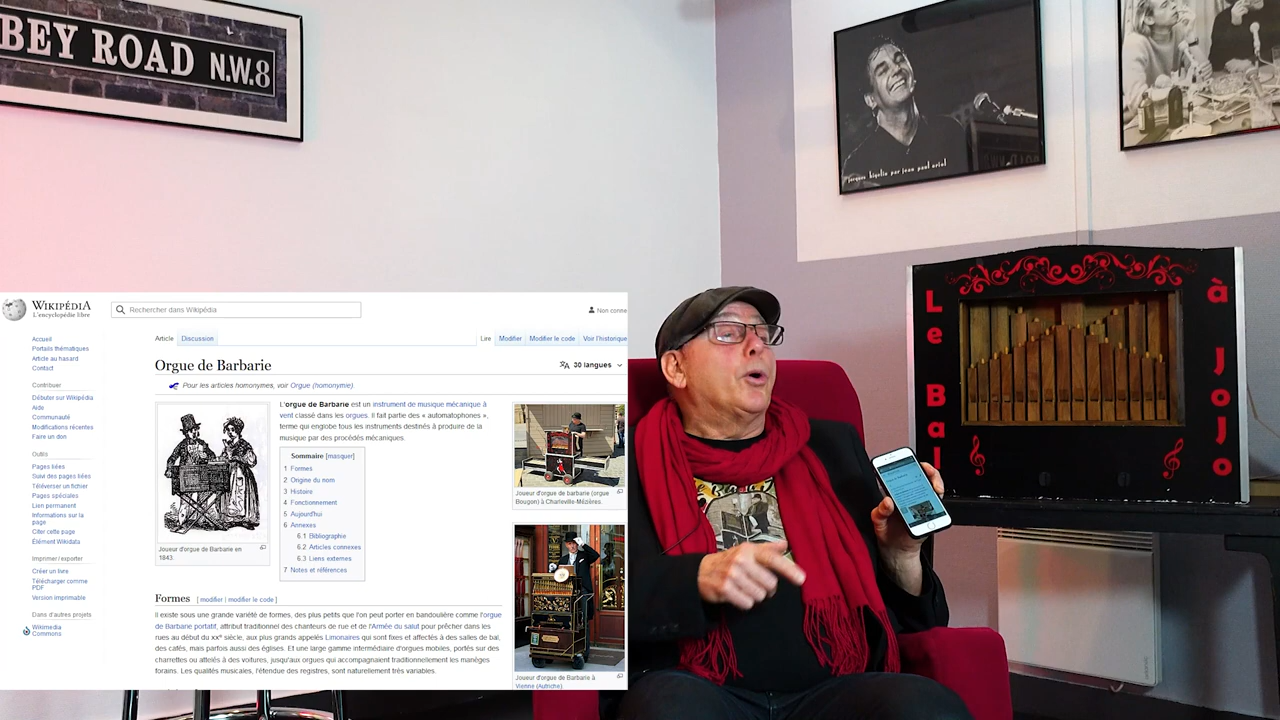 BEY ROAD N.W.8
jacques higelin par jean paul ariol
Le Bal
à JoJo
WIKIPÉDIA
L'encyclopédie libre
Rechercher dans Wikipédia
Non conne
Accueil
Portails thématiques
Article au hasard
Contact
Contribuer
Débuter sur Wikipédia
Aide
Communauté
Modifications récentes
Faire un don
Outils
Pages liées
Suivi des pages liées
Téléverser un fichier
Pages spéciales
Lien permanent
Informations sur la
page
Citer cette page
Élément Wikidata
Imprimer / exporter
Créer un livre
Télécharger comme
PDF
Version imprimable
Dans d'autres projets
Wikimedia
Commons
Article Discussion Lire Modifier Modifier le code Voir l'historique
Orgue de Barbarie 30 langues
Pour les articles homonymes, voir Orgue (homonymie).
Joueur d'orgue de Barbarie en
1843.
L'orgue de Barbarie est un instrument de musique mécanique à
vent classé dans les orgues. Il fait partie des « automatophones »,
terme qui englobe tous les instruments destinés à produire de la
musique par des procédés mécaniques.
Sommaire [masquer]
1 Formes
2 Origine du nom
3 Histoire
4 Fonctionnement
5 Aujourd'hui
6 Annexes
6.1 Bibliographie
6.2 Articles connexes
6.3 Liens externes
7 Notes et références
Joueur d'orgue de barbarie (orgue
Bougon) à Charleville-Mézières.
Formes [ modifier | modifier le code ]
Il existe sous une grande variété de formes, des plus petits que l'on peut porter en bandoulière comme l'orgue
de Barbarie portatif, attribut traditionnel des chanteurs de rue et de l'Armée du salut pour prêcher dans les
rues au début du xxe siècle, aux plus grands appelés Limonaires qui sont fixes et affectés à des salles de bal,
des cafés, mais parfois aussi des églises. Et une large gamme intermédiaire d'orgues mobiles, portés sur des
charrettes ou attelés à des voitures, jusqu'aux orgues qui accompagnaient traditionnellement les manèges
forains. Les qualités musicales, l'étendue des registres, sont naturellement très variables.
Joueur d'orgue de Barbarie à
Vienne (Autriche).